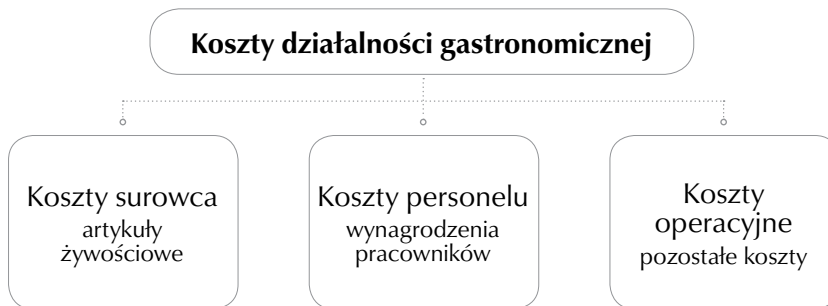 Koszty działalności gastronomicznej
Koszty surowca
artykuły
żywościowe
Koszty personelu
wynagrodzenia
pracowników
Koszty
operacyjne
pozostałe koszty